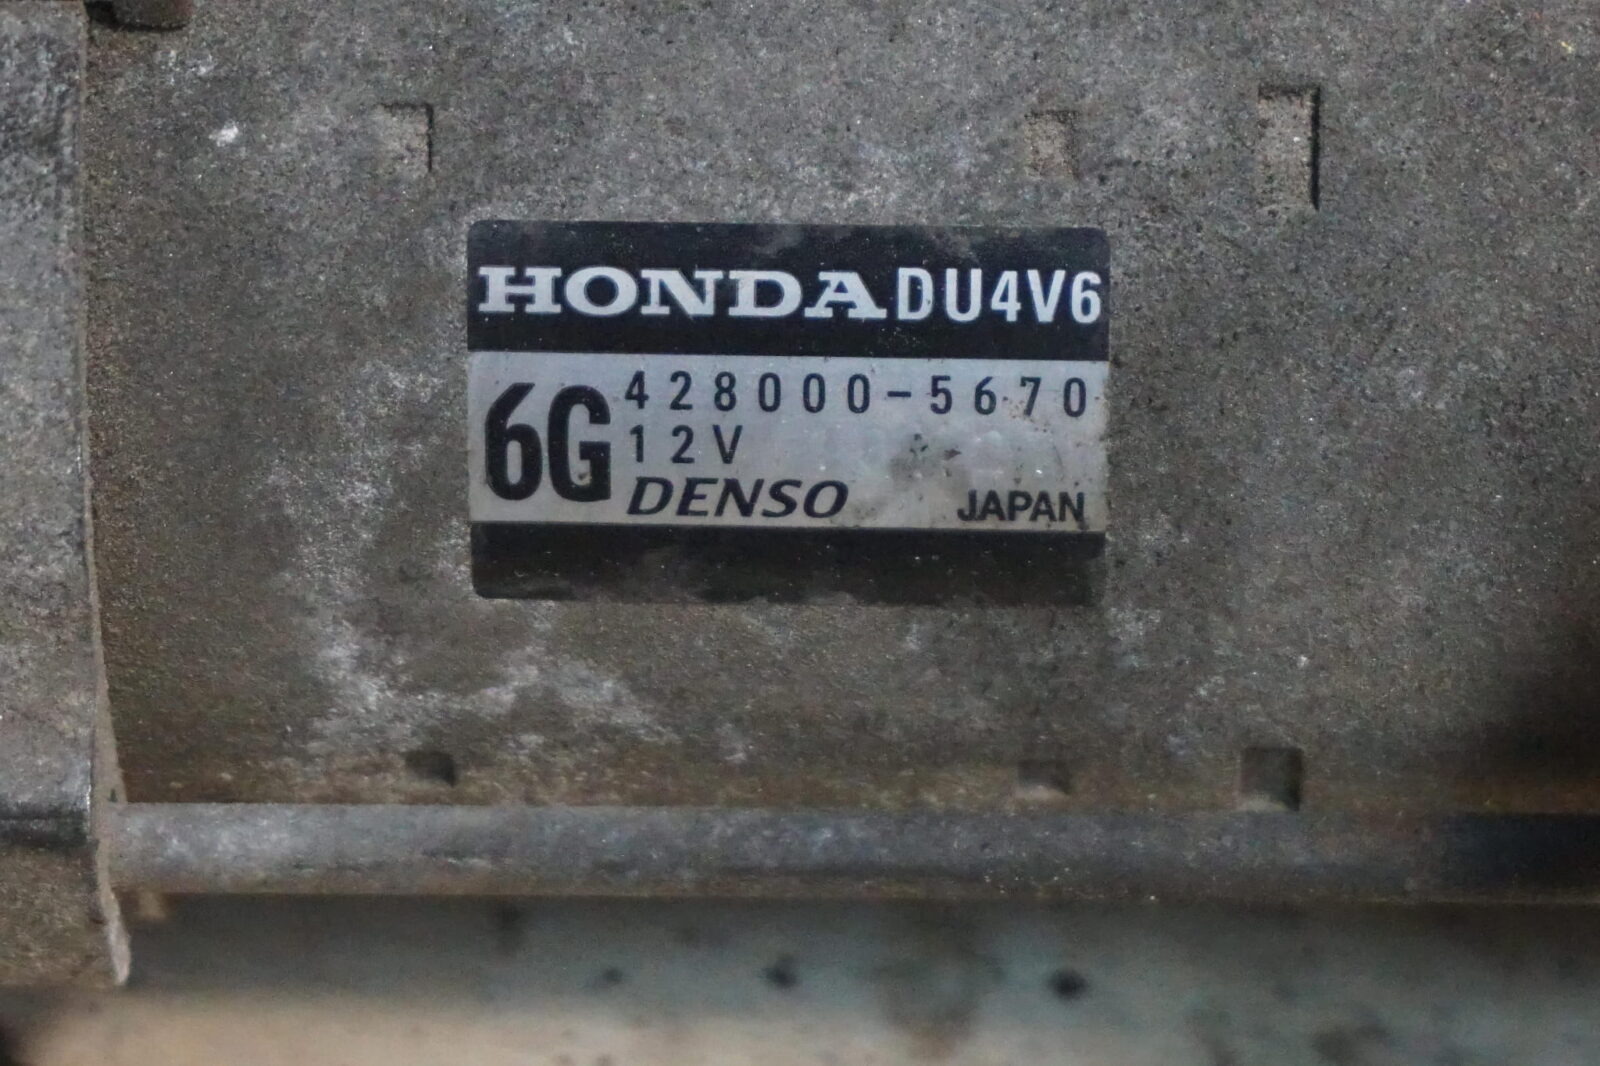 HONDA DU4V6
6G 428000-5670
12V
DENSO JAPAN